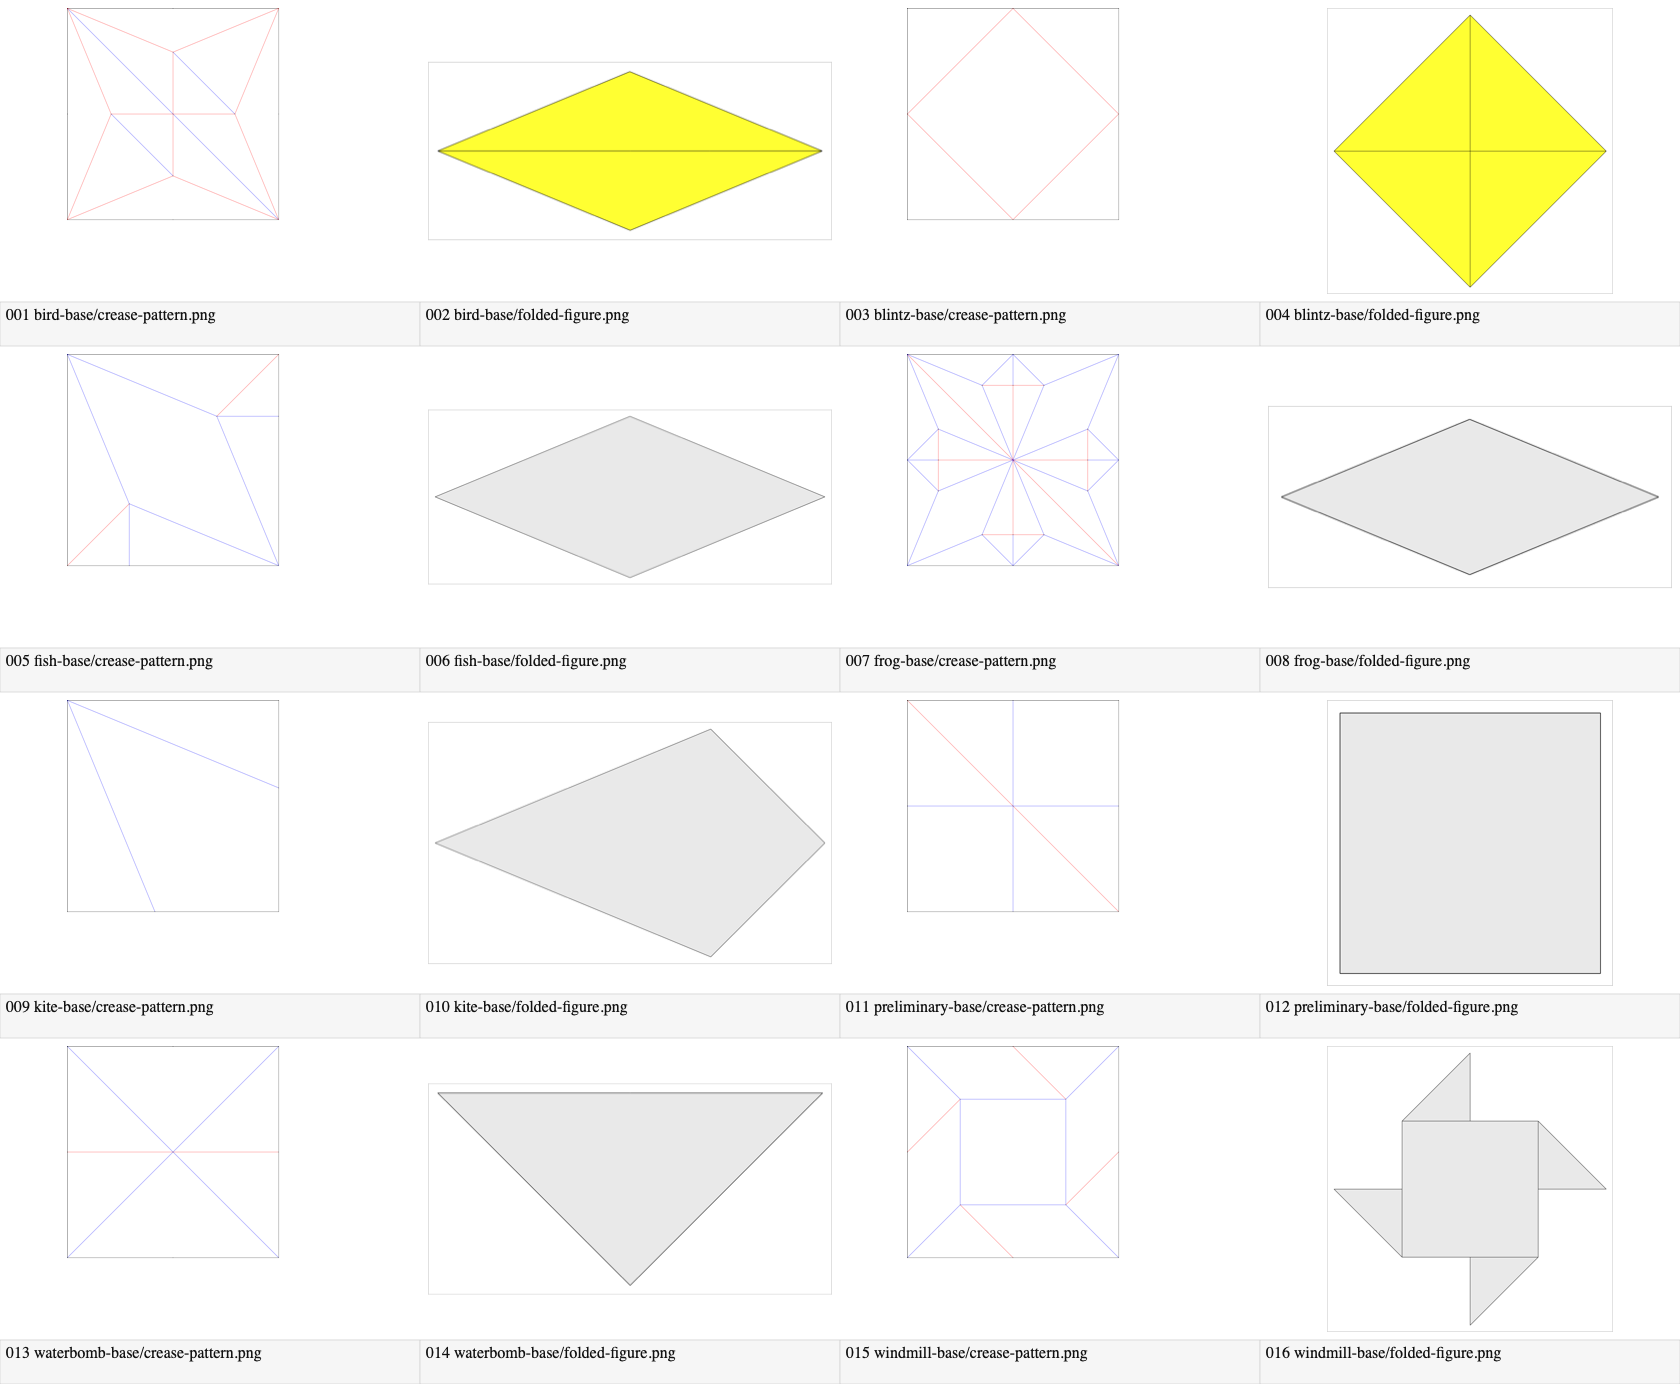 001 bird-base/crease-pattern.png
002 bird-base/folded-figure.png
003 blintz-base/crease-pattern.png
004 blintz-base/folded-figure.png
005 fish-base/crease-pattern.png
006 fish-base/folded-figure.png
007 frog-base/crease-pattern.png
008 frog-base/folded-figure.png
009 kite-base/crease-pattern.png
010 kite-base/folded-figure.png
011 preliminary-base/crease-pattern.png
012 preliminary-base/folded-figure.png
013 waterbomb-base/crease-pattern.png
014 waterbomb-base/folded-figure.png
015 windmill-base/crease-pattern.png
016 windmill-base/folded-figure.png